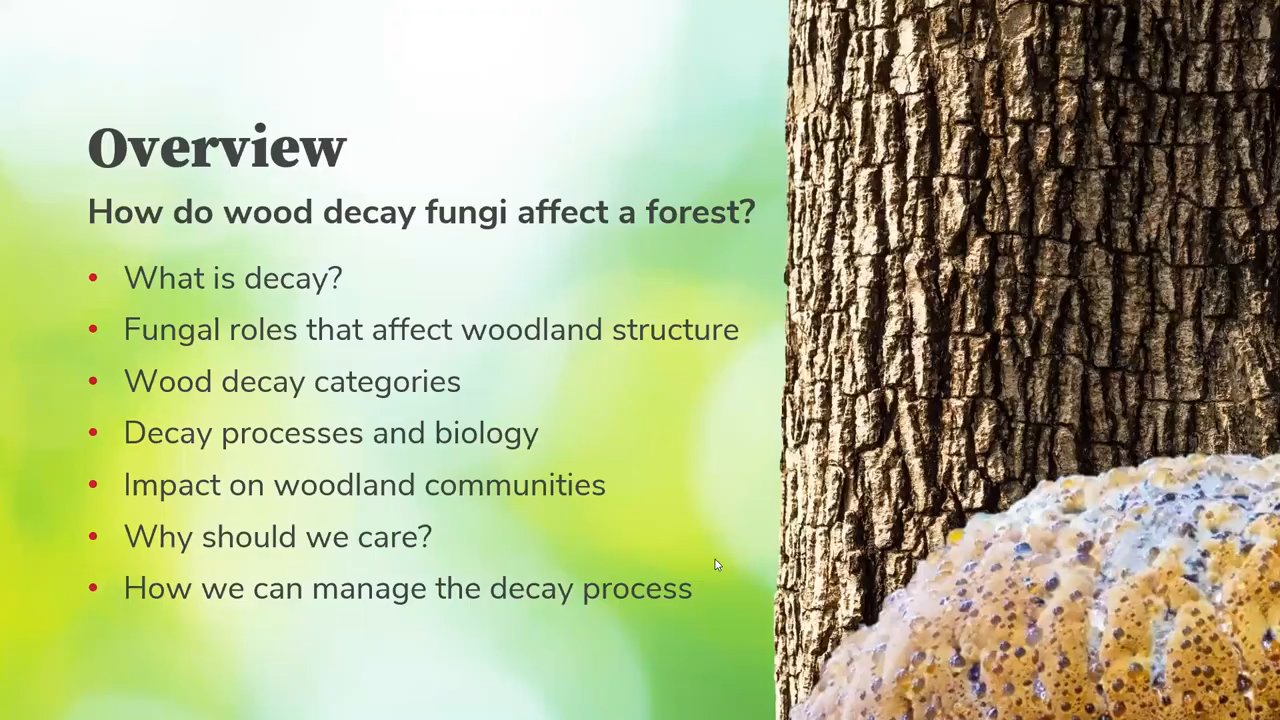 Overview
How do wood decay fungi affect a forest?
• What is decay?
• Fungal roles that affect woodland structure
• Wood decay categories
• Decay processes and biology
• Impact on woodland communities
• Why should we care?
• How we can manage the decay process